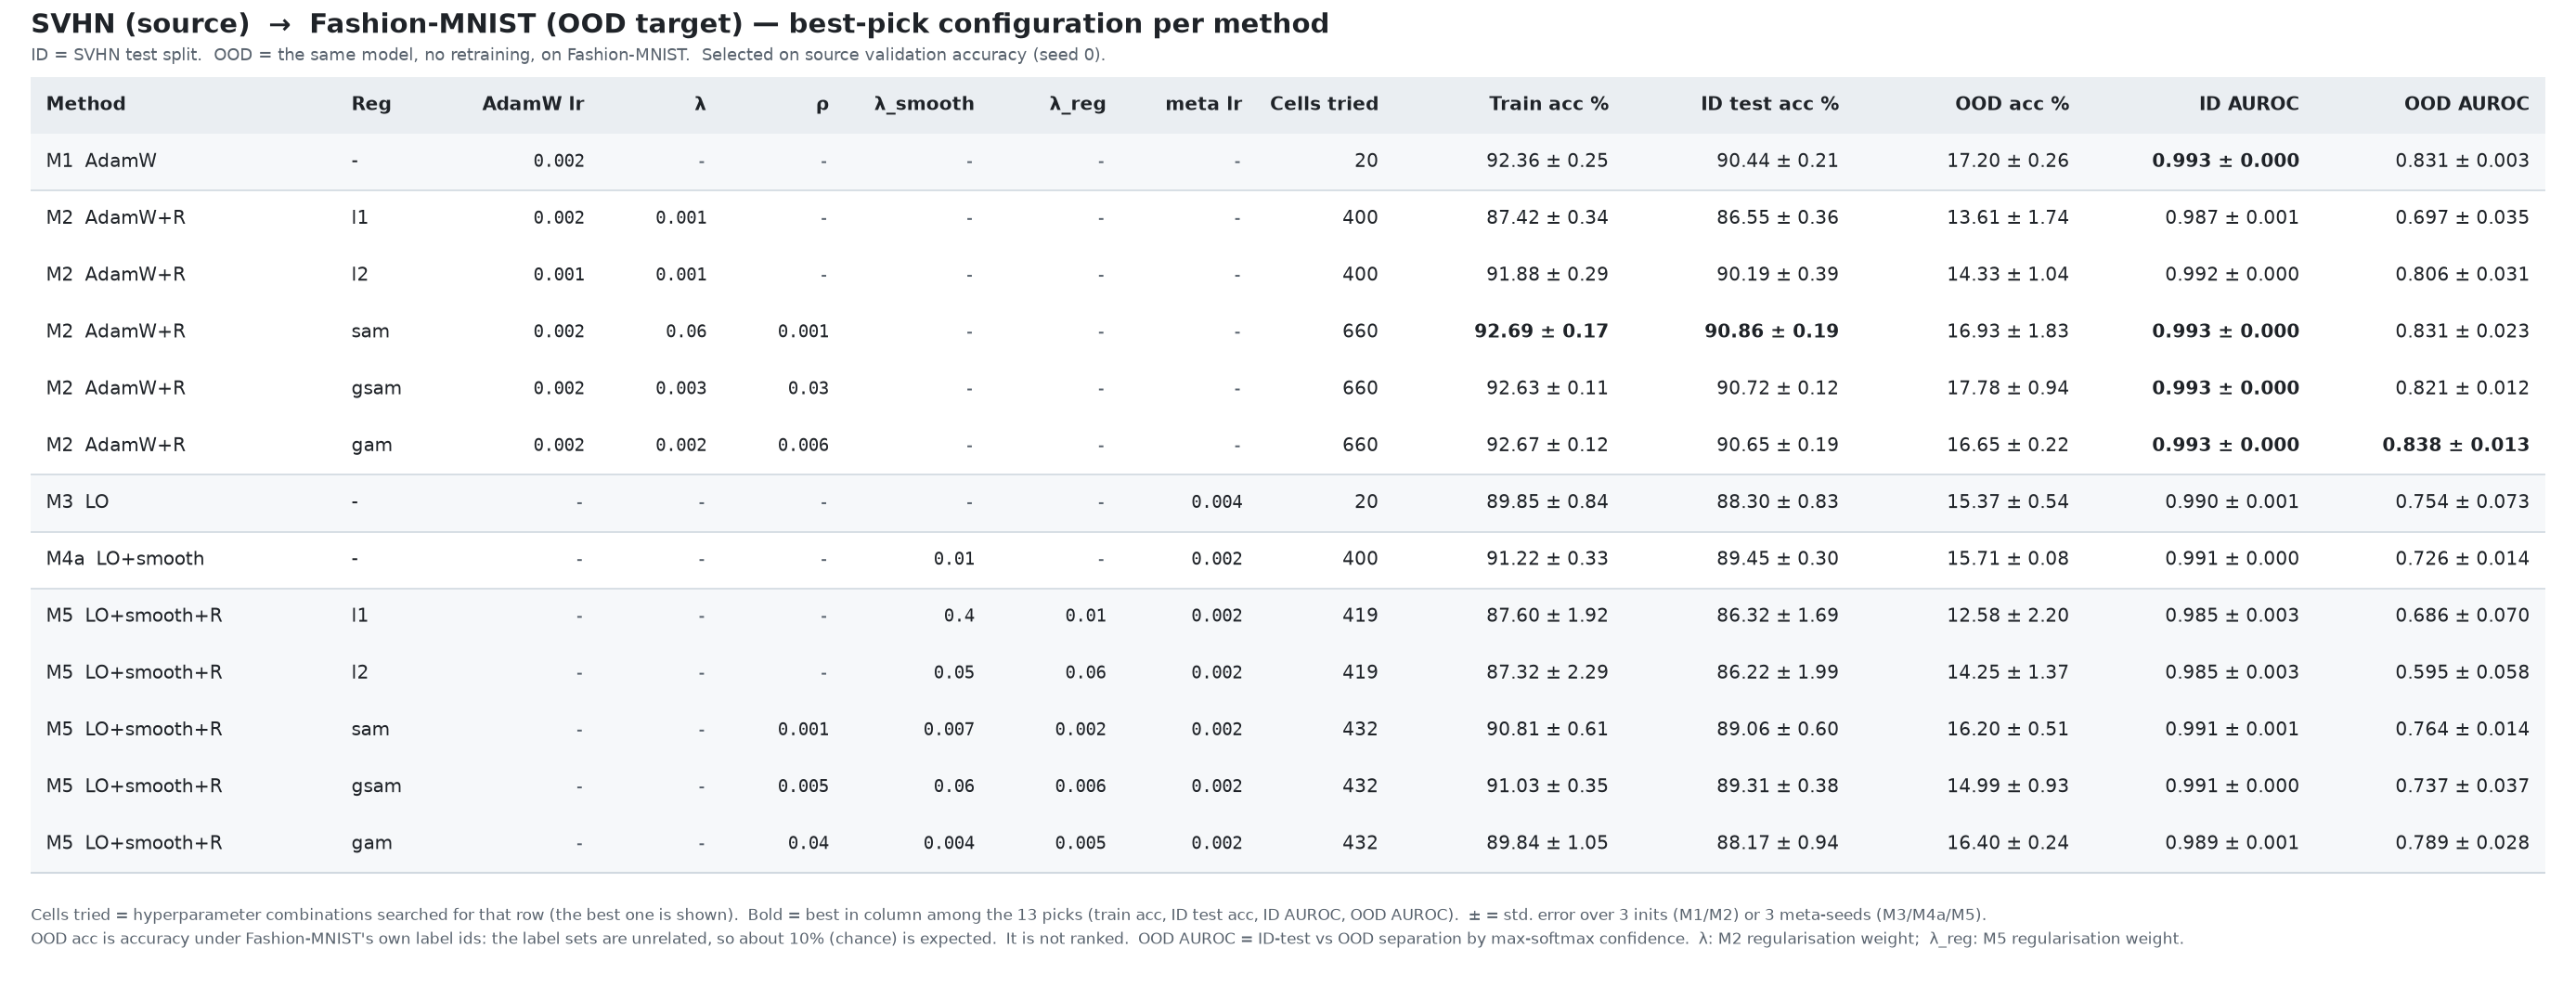 SVHN (source) → Fashion-MNIST (OOD target) — best-pick configuration per method
ID = SVHN test split. OOD = the same model, no retraining, on Fashion-MNIST. Selected on source validation accuracy (seed 0).
Method Reg AdamW lr λ ρ λ_smooth λ_reg meta lr Cells tried Train acc % ID test acc % OOD acc % ID AUROC OOD AUROC
M1 AdamW - 0.002 - - - - - 20 92.36 ± 0.25 90.44 ± 0.21 17.20 ± 0.26 0.993 ± 0.000 0.831 ± 0.003
M2 AdamW+R l1 0.002 0.001 - - - - 400 87.42 ± 0.34 86.55 ± 0.36 13.61 ± 1.74 0.987 ± 0.001 0.697 ± 0.035
M2 AdamW+R l2 0.001 0.001 - - - - 400 91.88 ± 0.29 90.19 ± 0.39 14.33 ± 1.04 0.992 ± 0.000 0.806 ± 0.031
M2 AdamW+R sam 0.002 0.06 0.001 - - - 660 92.69 ± 0.17 90.86 ± 0.19 16.93 ± 1.83 0.993 ± 0.000 0.831 ± 0.023
M2 AdamW+R gsam 0.002 0.003 0.03 - - - 660 92.63 ± 0.11 90.72 ± 0.12 17.78 ± 0.94 0.993 ± 0.000 0.821 ± 0.012
M2 AdamW+R gam 0.002 0.002 0.006 - - - 660 92.67 ± 0.12 90.65 ± 0.19 16.65 ± 0.22 0.993 ± 0.000 0.838 ± 0.013
M3 LO - - - - - - 0.004 20 89.85 ± 0.84 88.30 ± 0.83 15.37 ± 0.54 0.990 ± 0.001 0.754 ± 0.073
M4a LO+smooth - - - - 0.01 - 0.002 400 91.22 ± 0.33 89.45 ± 0.30 15.71 ± 0.08 0.991 ± 0.000 0.726 ± 0.014
M5 LO+smooth+R l1 - - - 0.4 0.01 0.002 419 87.60 ± 1.92 86.32 ± 1.69 12.58 ± 2.20 0.985 ± 0.003 0.686 ± 0.070
M5 LO+smooth+R l2 - - - 0.05 0.06 0.002 419 87.32 ± 2.29 86.22 ± 1.99 14.25 ± 1.37 0.985 ± 0.003 0.595 ± 0.058
M5 LO+smooth+R sam - - 0.001 0.007 0.002 0.002 432 90.81 ± 0.61 89.06 ± 0.60 16.20 ± 0.51 0.991 ± 0.001 0.764 ± 0.014
M5 LO+smooth+R gsam - - 0.005 0.06 0.006 0.002 432 91.03 ± 0.35 89.31 ± 0.38 14.99 ± 0.93 0.991 ± 0.000 0.737 ± 0.037
M5 LO+smooth+R gam - - 0.04 0.004 0.005 0.002 432 89.84 ± 1.05 88.17 ± 0.94 16.40 ± 0.24 0.989 ± 0.001 0.789 ± 0.028
Cells tried = hyperparameter combinations searched for that row (the best one is shown). Bold = best in column among the 13 picks (train acc, ID test acc, ID AUROC, OOD AUROC). ± = std. error over 3 inits (M1/M2) or 3 meta-seeds (M3/M4a/M5).
OOD acc is accuracy under Fashion-MNIST's own label ids: the label sets are unrelated, so about 10% (chance) is expected. It is not ranked. OOD AUROC = ID-test vs OOD separation by max-softmax confidence. λ: M2 regularisation weight; λ_reg: M5 regularisation weight.